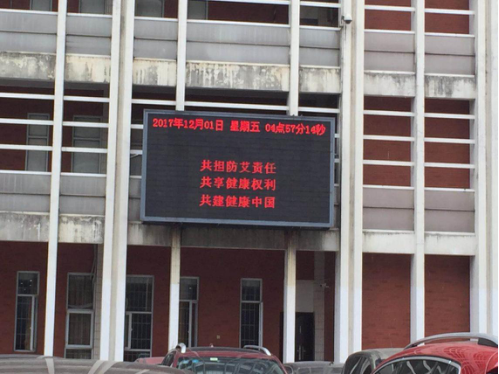 2017年12月01日 星期五 04点57分14秒
共担防艾责任
共享健康权利
共建健康中国